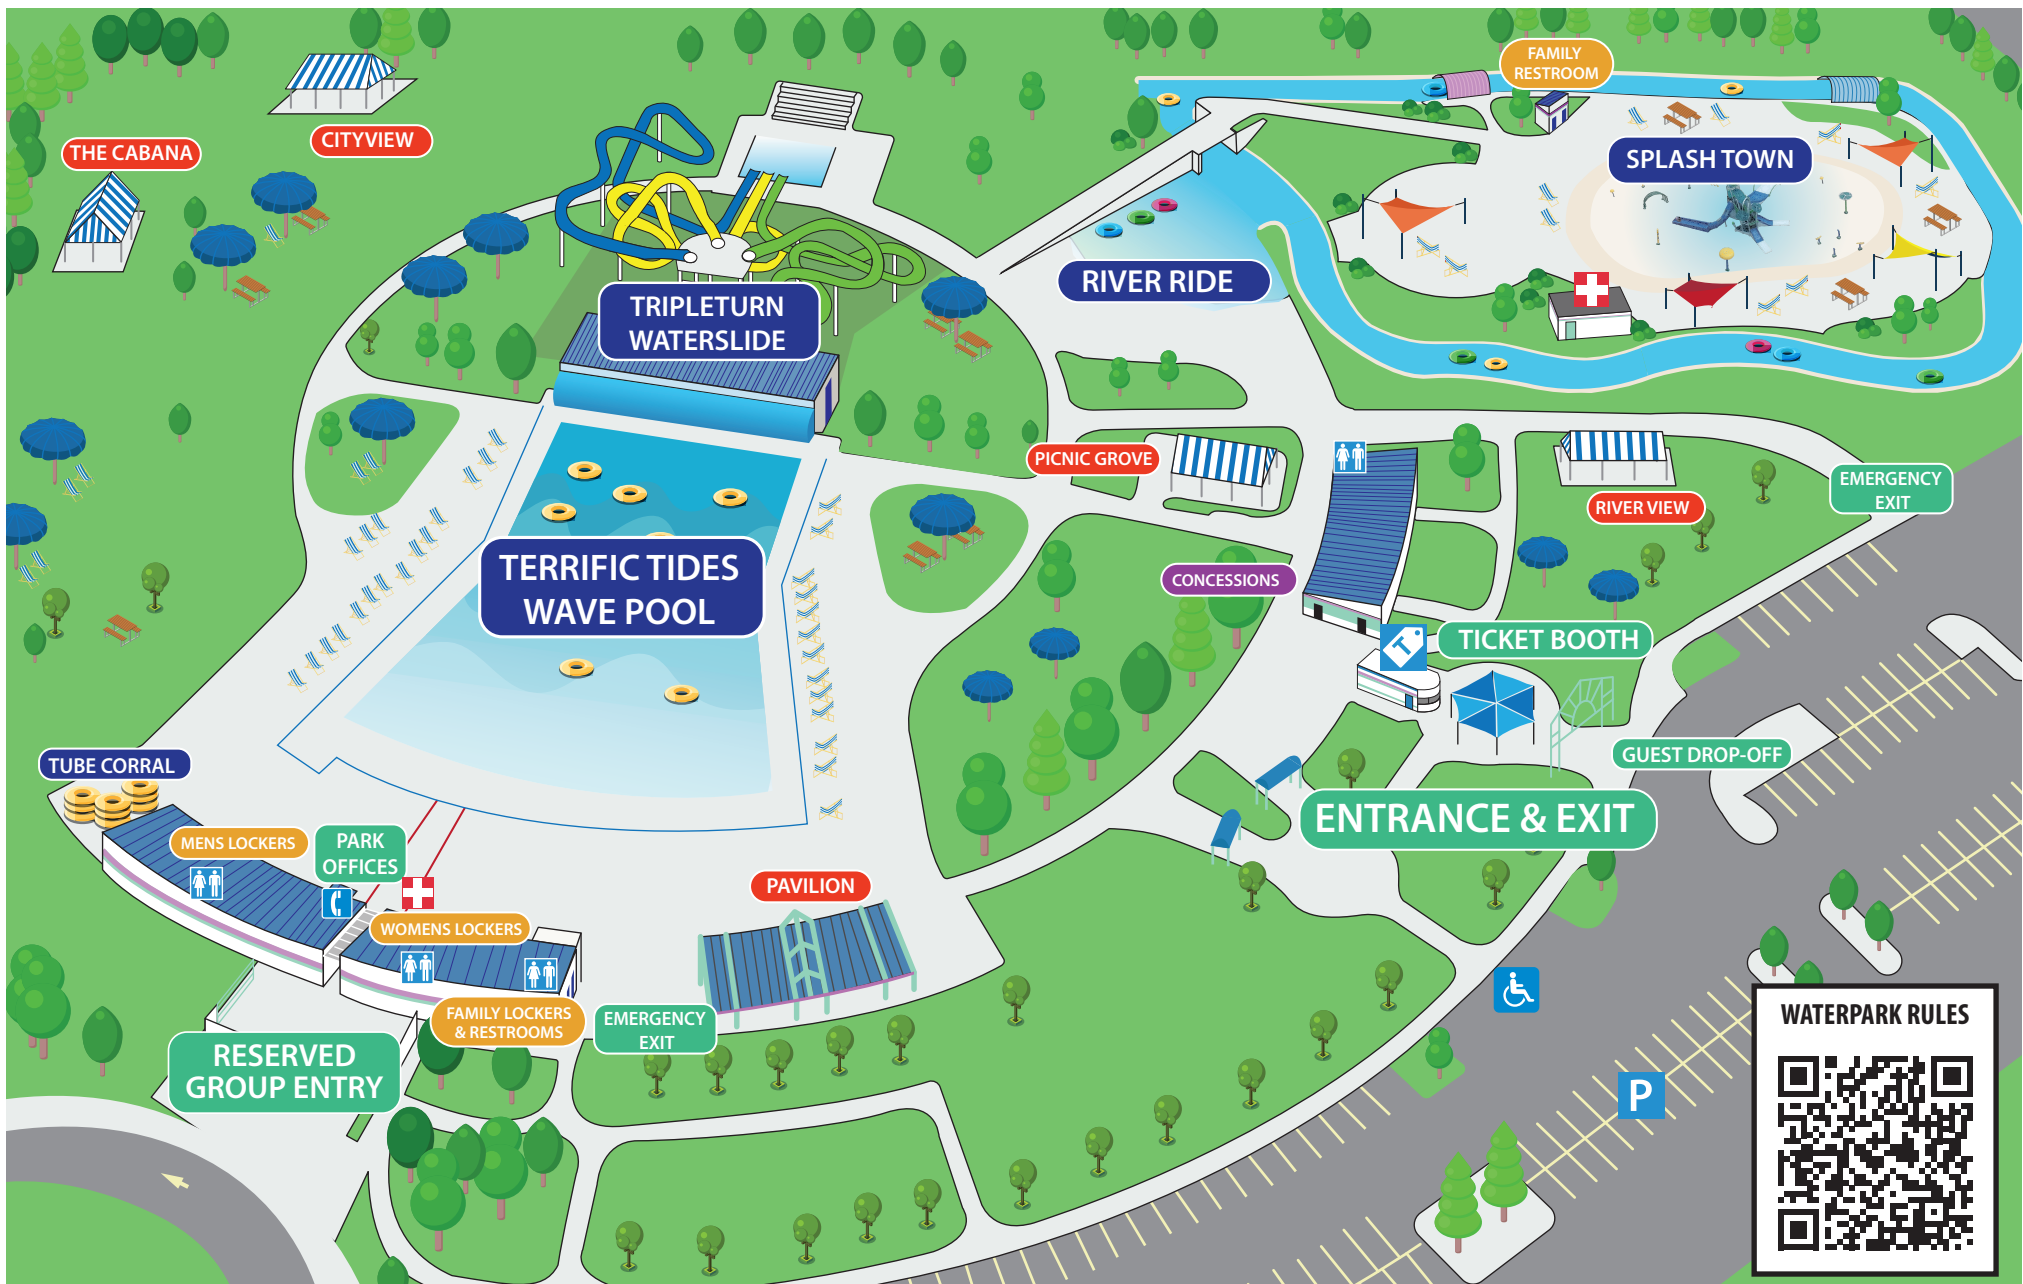 FAMILY
RESTROOM
CITYVIEW
THE CABANA
SPLASH TOWN
RIVER RIDE
TRIPLETURN
WATERSLIDE
PICNIC GROVE
EMERGENCY
EXIT
RIVER VIEW
TERRIFIC TIDES
WAVE POOL
CONCESSIONS
T
TICKET BOOTH
GUEST DROP-OFF
TUBE CORRAL
ENTRANCE & EXIT
MENS LOCKERS
PARK
OFFICES
PAVILION
WOMENS LOCKERS
FAMILY LOCKERS
& RESTROOMS
EMERGENCY
EXIT
RESERVED
GROUP ENTRY
WATERPARK RULES
P